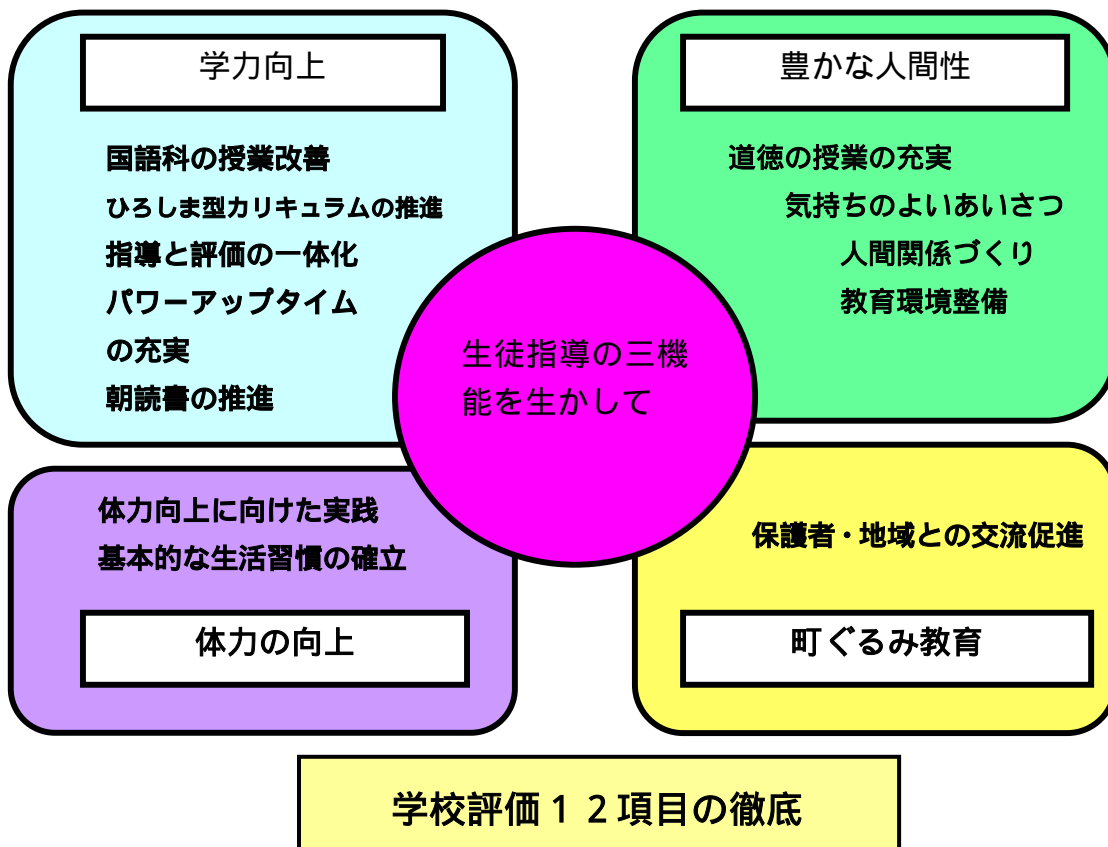 学力向上
国語科の授業改善
ひろしま型カリキュラムの推進
指導と評価の一体化
パワーアップタイム
の充実
朝読書の推進
豊かな人間性
道徳の授業の充実
気持ちのよいあいさつ
人間関係づくり
教育環境整備
生徒指導の三機
能を生かして
体力向上に向けた実践
基本的な生活習慣の確立
体力の向上
保護者・地域との交流促進
町ぐるみ教育
学校評価１２項目の徹底